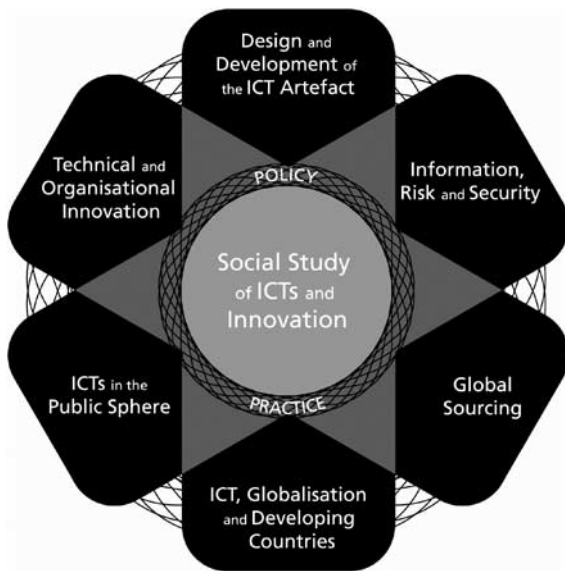 Design and
Development of
the ICT Artefact
Technical and
Organisational
Innovation
Information,
Risk and Security
POLICY
Social Study
of ICTs and
Innovation
PRACTICE
ICTs in the
Public Sphere
Global
Sourcing
ICT, Globalisation
and Developing
Countries